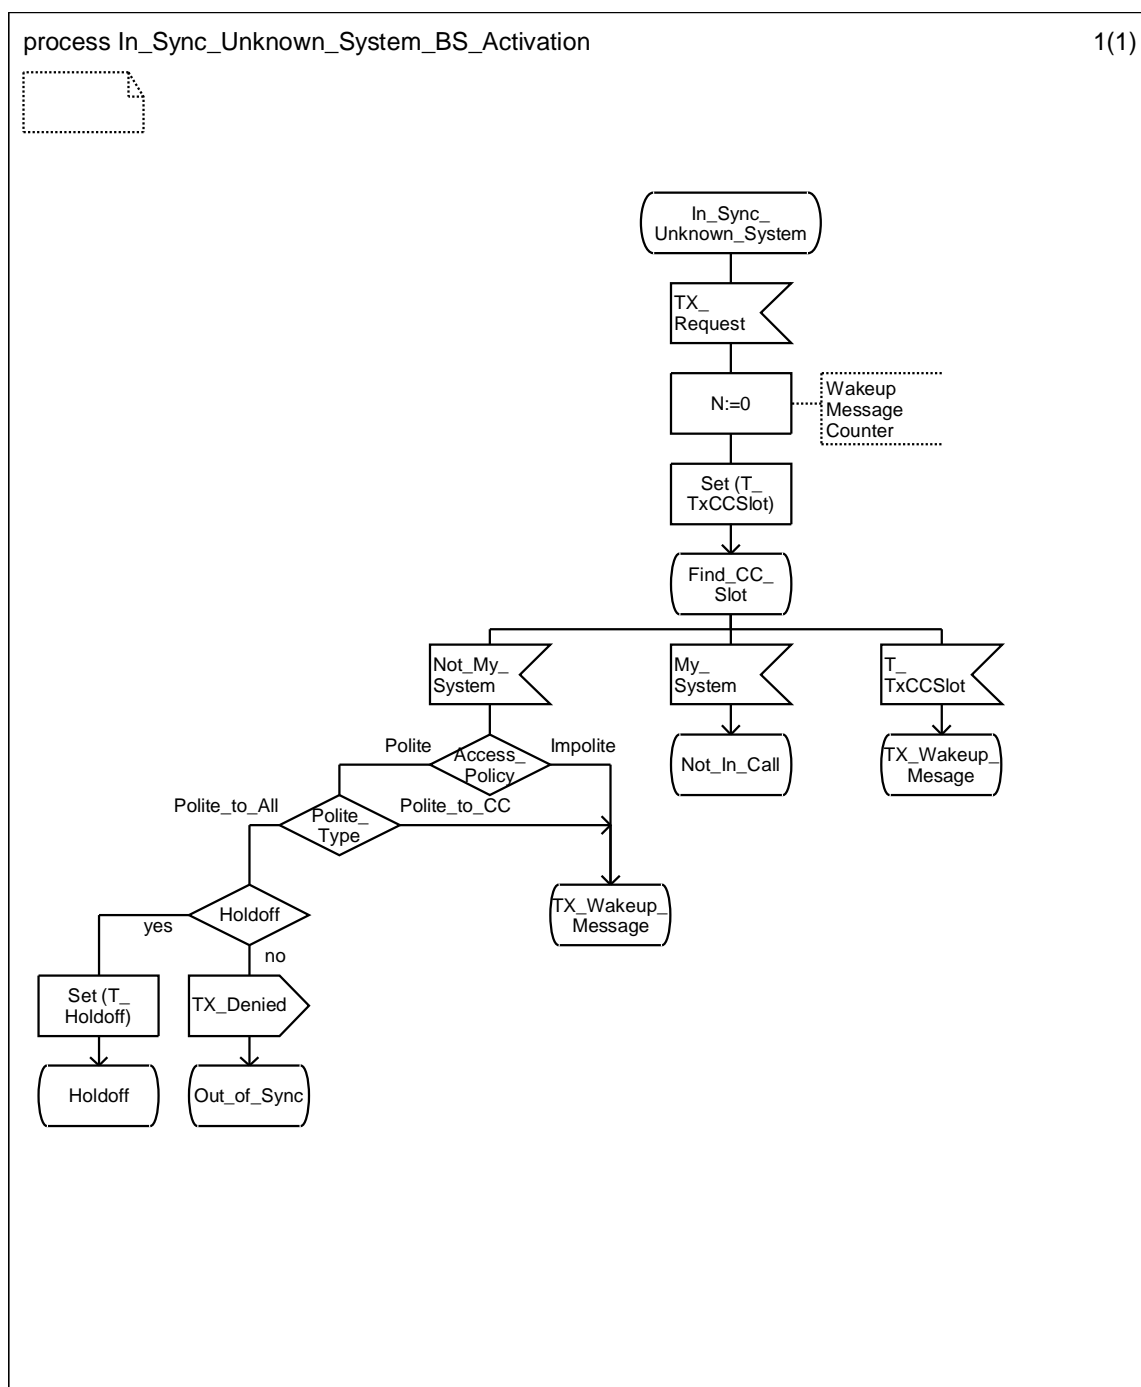 process In_Sync_Unknown_System_BS_Activation
1(1)
In_Sync_
Unknown_System
TX_
Request
N:=0
Wakeup
Message
Counter
Set (T_
TxCCSlot)
Find_CC_
Slot
Not_My_
System
My_
System
T_
TxCCSlot
Polite
Access_
Policy
Impolite
Not_In_Call
TX_Wakeup_
Mesage
Polite_to_All
Polite_
Type
Polite_to_CC
Holdoff
yes
no
TX_Wakeup_
Message
Set (T_
Holdoff)
TX_Denied
Holdoff
Out_of_Sync